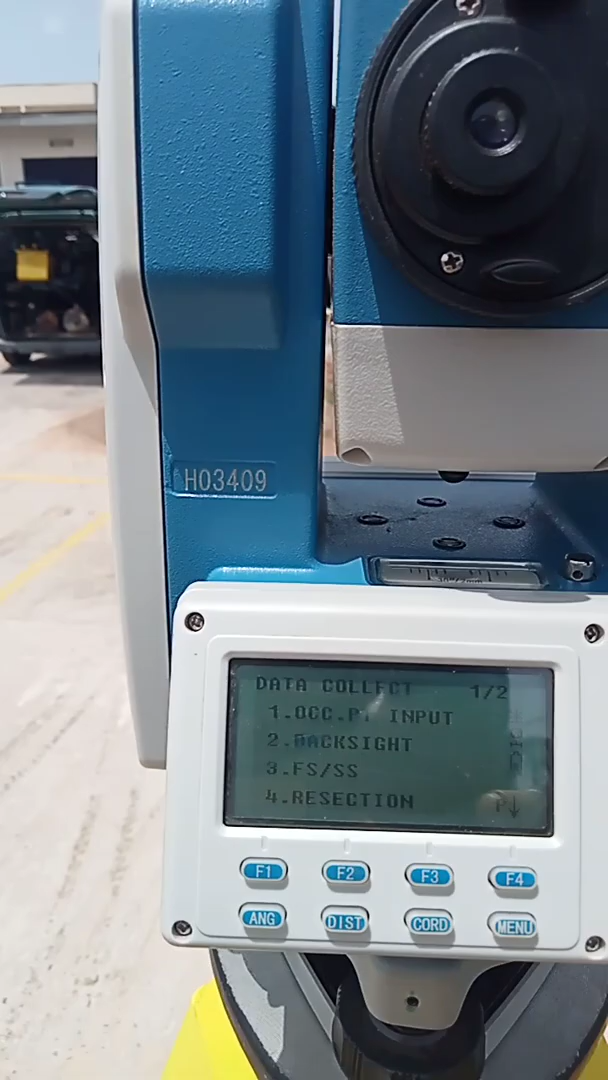 H03409
DATA COLLECT 1/2
1.OCC.PT INPUT
2.BACKSIGHT
3.FS/SS
4.RESECTION P↓
F1 F2 F3 F4
ANG DIST CORD MENU